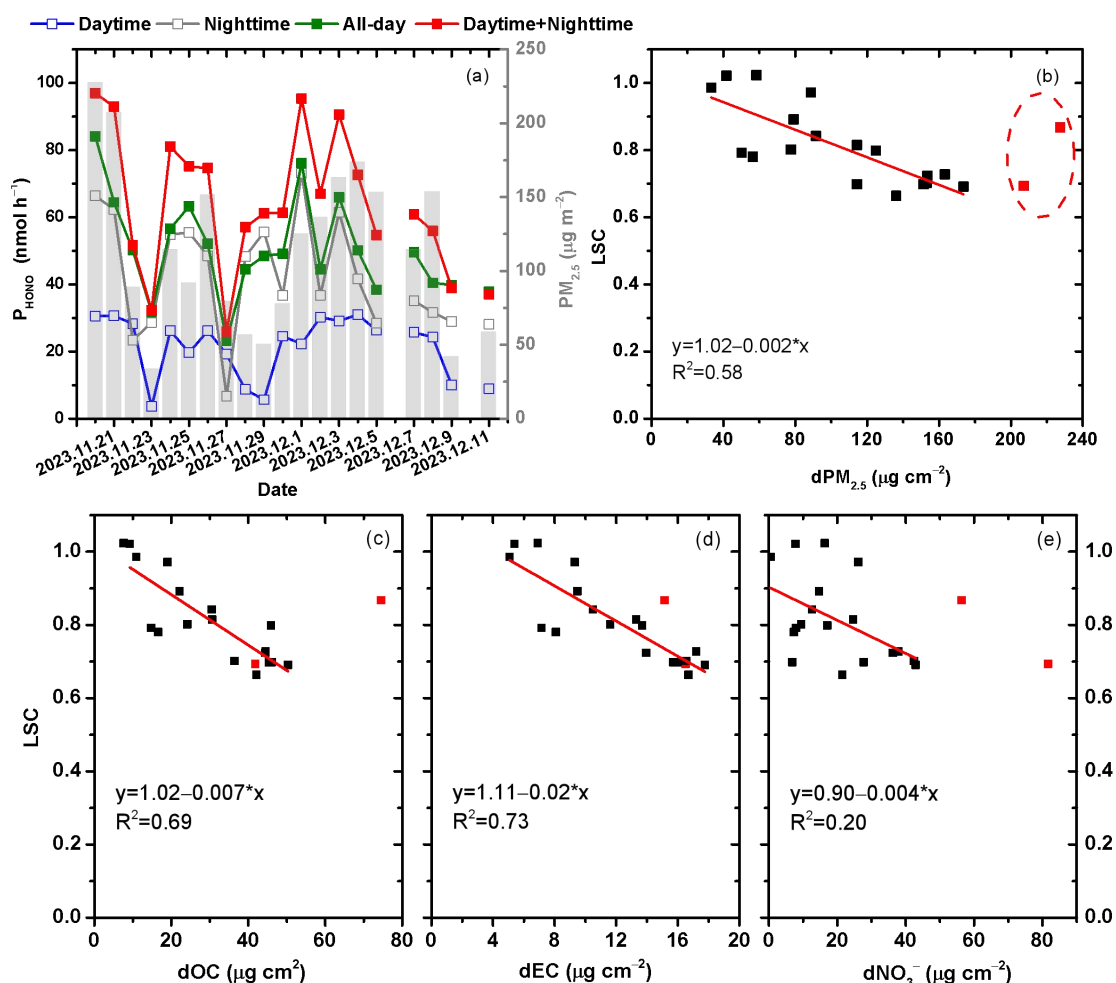 Daytime Nighttime All-day Daytime+Nighttime
(a)
P_HONO (nmol h⁻¹)
100
80
60
40
20
0
PM₂.₅ (μg m⁻²)
250
200
150
100
50
0
2023.11.21
2023.11.23
2023.11.25
2023.11.27
2023.11.29
2023.12.1
2023.12.3
2023.12.5
2023.12.7
2023.12.9
2023.12.11
Date
(b)
LSC
1.0
0.8
0.6
0.4
0.2
0.0
y=1.02–0.002*x
R²=0.58
0 40 80 120 160 200 240
dPM₂.₅ (μg cm⁻²)
(c)
LSC
1.0
0.8
0.6
0.4
0.2
0.0
y=1.02–0.007*x
R²=0.69
0 20 40 60 80
dOC (μg cm²)
(d)
y=1.11–0.02*x
R²=0.73
0 4 8 12 16 20
dEC (μg cm⁻²)
(e)
y=0.90–0.004*x
R²=0.20
1.0
0.8
0.6
0.4
0.2
0.0
0 20 40 60 80
dNO₃⁻ (μg cm⁻²)